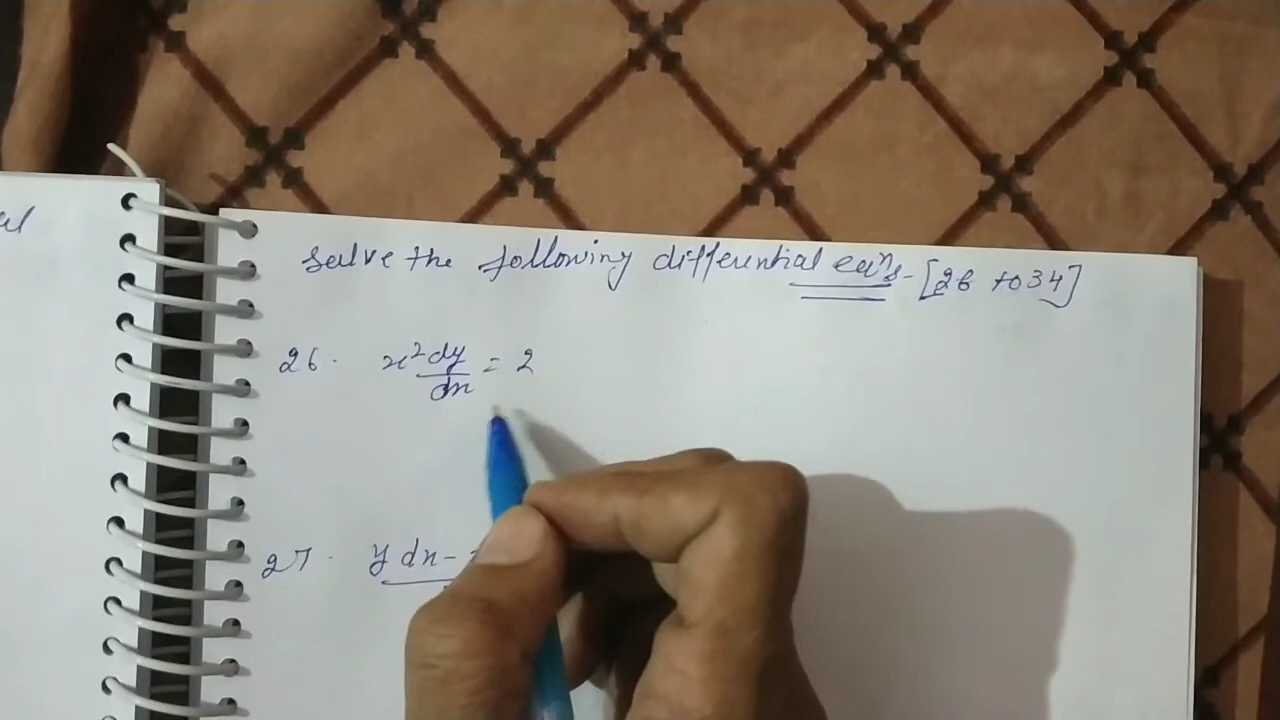 Solve the following differential eqⁿs - [26 to 34]
26. x² dy/dx = 2
27. y dx -